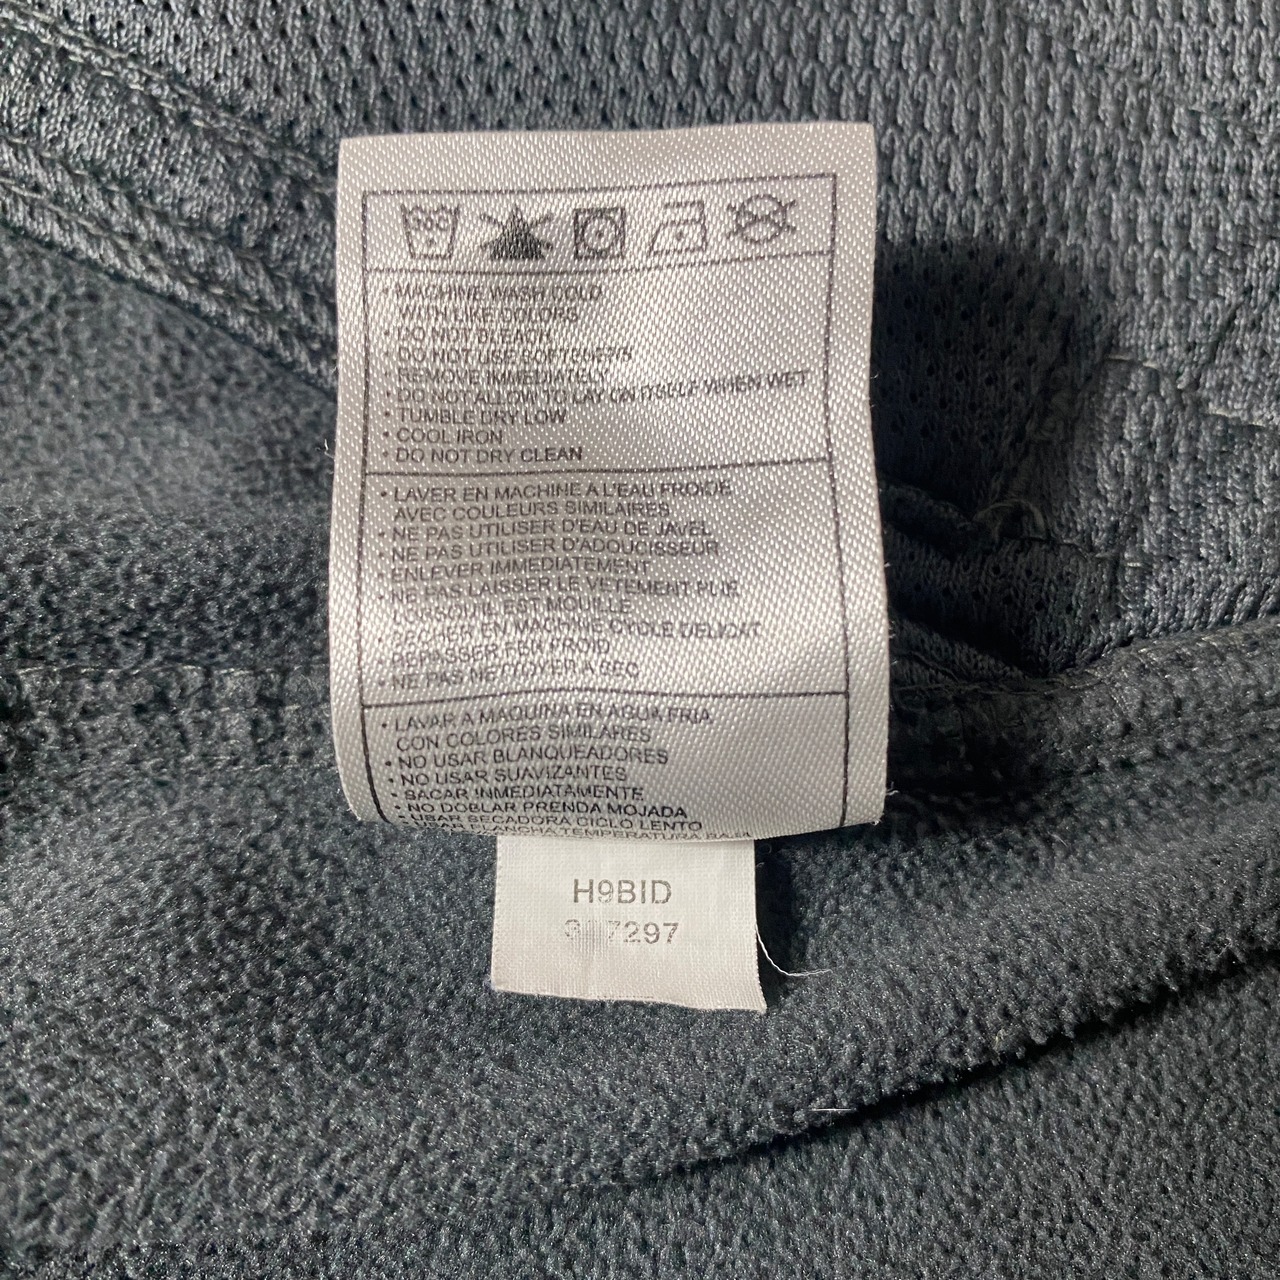 • MACHINE WASH COLD
WITH LIKE COLORS
• DO NOT BLEACH
• DO NOT USE SOFTENERS
• REMOVE IMMEDIATELY
• DO NOT ALLOW TO LAY ON ITSELF WHEN WET
• TUMBLE DRY LOW
• COOL IRON
• DO NOT DRY CLEAN
• LAVER EN MACHINE A L'EAU FROIDE
AVEC COULEURS SIMILAIRES
• NE PAS UTILISER D'EAU DE JAVEL
• NE PAS UTILISER D'ADOUCISSEUR
• ENLEVER IMMEDIATEMENT
• NE PAS LAISSER LE VETEMENT PLIE
LORSQU'IL EST MOUILLE
• SECHER EN MACHINE CYCLE DELICAT
• REPASSER FER FROID
• NE PAS NETTOYER A SEC
• LAVAR A MAQUINA EN AGUA FRIA
CON COLORES SIMILARES
• NO USAR BLANQUEADORES
• NO USAR SUAVIZANTES
• SACAR INMEDIATAMENTE
• NO DOBLAR PRENDA MOJADA
• USAR SECADORA CICLO LENTO
USAR PLANCHA TEMPERATURA BAJA
H9BID